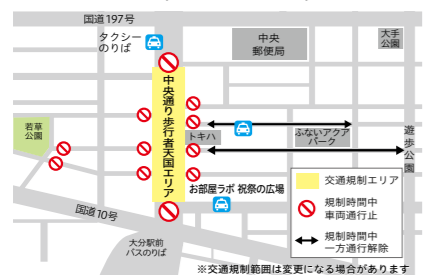 国道197号
タクシー
のりば
中央
郵便局
大手
公園
中央通り歩行者天国エリア
若草
公園
トキハ
ふないアクア
パーク
遊歩公園
お部屋ラボ 祝祭の広場
国道10号
大分駅前
バスのりば
交通規制エリア
規制時間中
車両通行止
規制時間中
一方通行解除
※交通規制範囲は変更になる場合があります